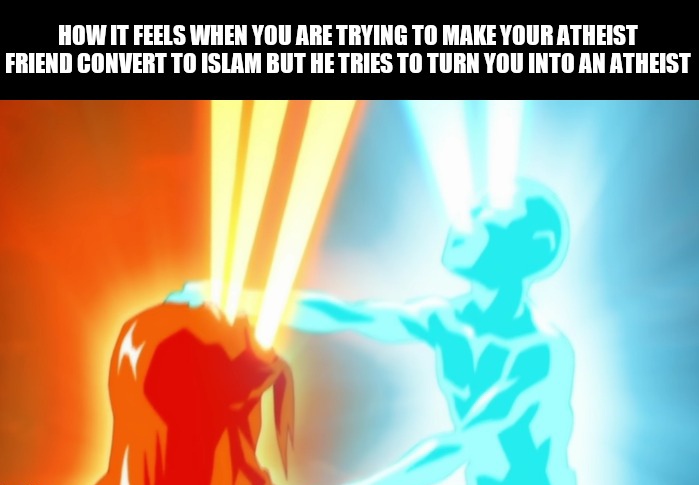 HOW IT FEELS WHEN YOU ARE TRYING TO MAKE YOUR ATHEIST
FRIEND CONVERT TO ISLAM BUT HE TRIES TO TURN YOU INTO AN ATHEIST